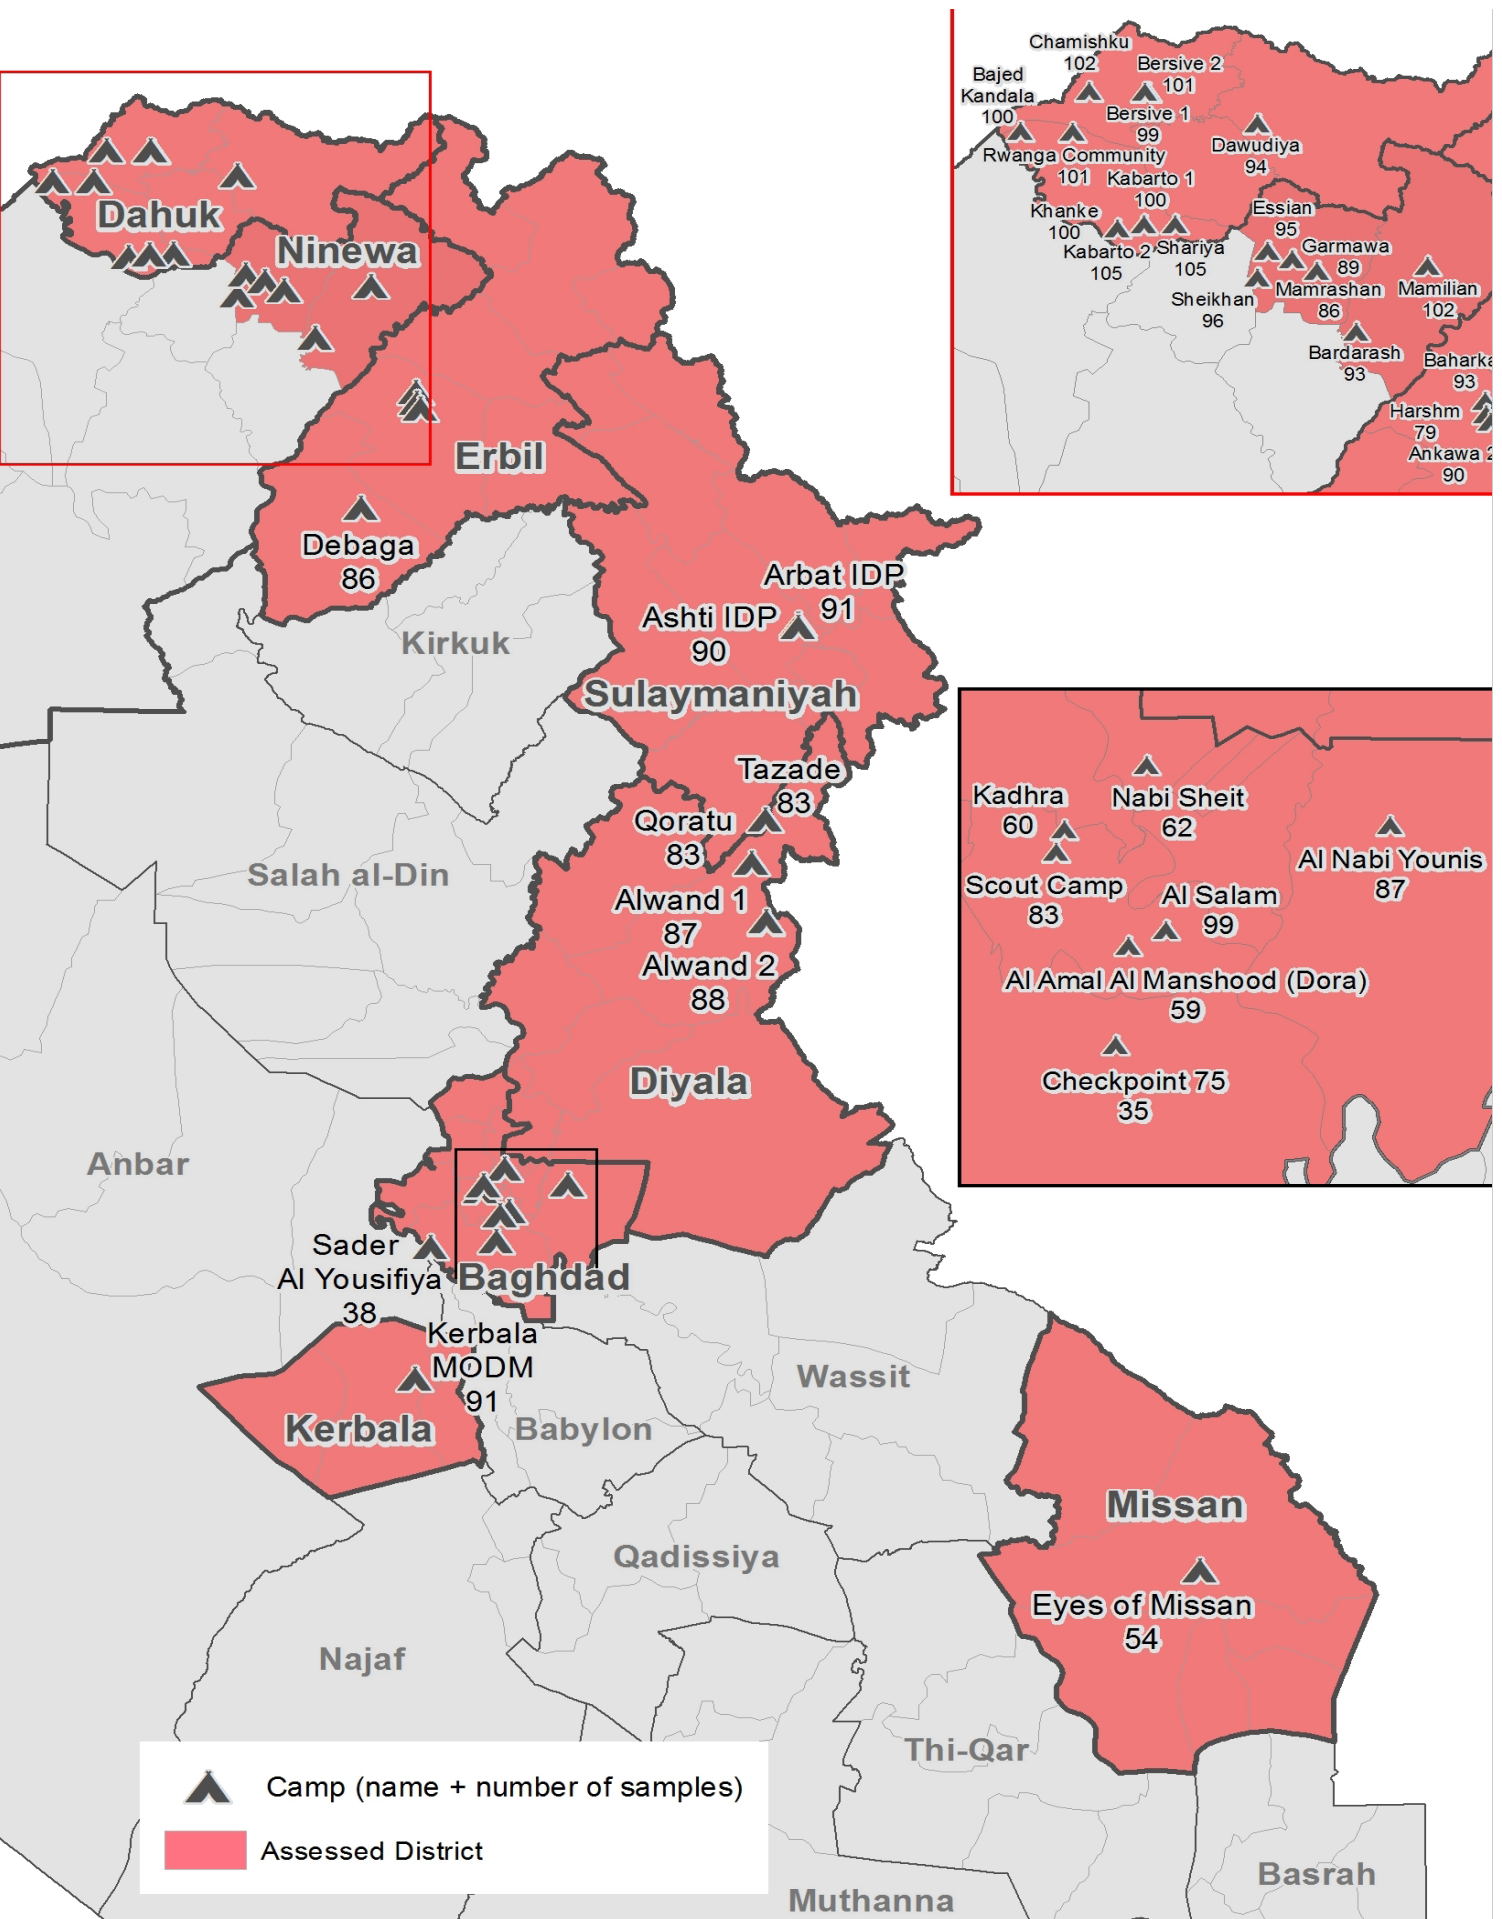 Dahuk
Ninewa
Erbil
Debaga
86
Kirkuk
Arbat IDP
91
Ashti IDP
90
Sulaymaniyah
Tazade
83
Qoratu
83
Salah al-Din
Alwand 1
87
Alwand 2
88
Diyala
Anbar
Sader
Al Yousifiya
38
Baghdad
Kerbala
MODM
91
Kerbala
Babylon
Wassit
Missan
Eyes of Missan
54
Qadissiya
Najaf
Thi-Qar
Basrah
Muthanna
Chamishku
102
Bersive 2
101
Bajed
Kandala
100
Bersive 1
99
Dawudiya
94
Rwanga Community
101
Kabarto 1
100
Khanke
100
Essian
95
Kabarto 2
105
Shariya
105
Garmawa
89
Mamrashan
86
Mamilian
102
Sheikhan
96
Bardarash
93
Baharka
93
Harshm
79
Ankawa 2
90
Kadhra
60
Nabi Sheit
62
Al Nabi Younis
87
Scout Camp
83
Al Salam
99
Al Amal Al Manshood (Dora)
59
Checkpoint 75
35
Camp (name + number of samples)
Assessed District